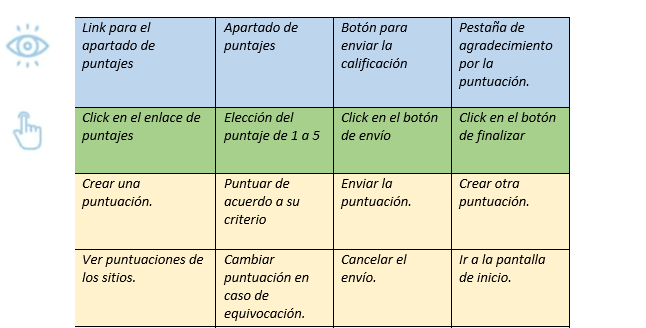 Link para el
apartado de
puntajes
Apartado de
puntajes
Botón para
enviar la
calificación
Pestaña de
agradecimiento
por la
puntuación.
Click en el enlace de
puntajes
Elección del
puntaje de 1 a 5
Click en el botón
de envío
Click en el botón
de finalizar
Crear una
puntuación.
Puntuar de
acuerdo a su
criterio
Enviar la
puntuación.
Crear otra
puntuación.
Ver puntuaciones de
los sitios.
Cambiar
puntuación en
caso de
equivocación.
Cancelar el
envío.
Ir a la pantalla
de inicio.